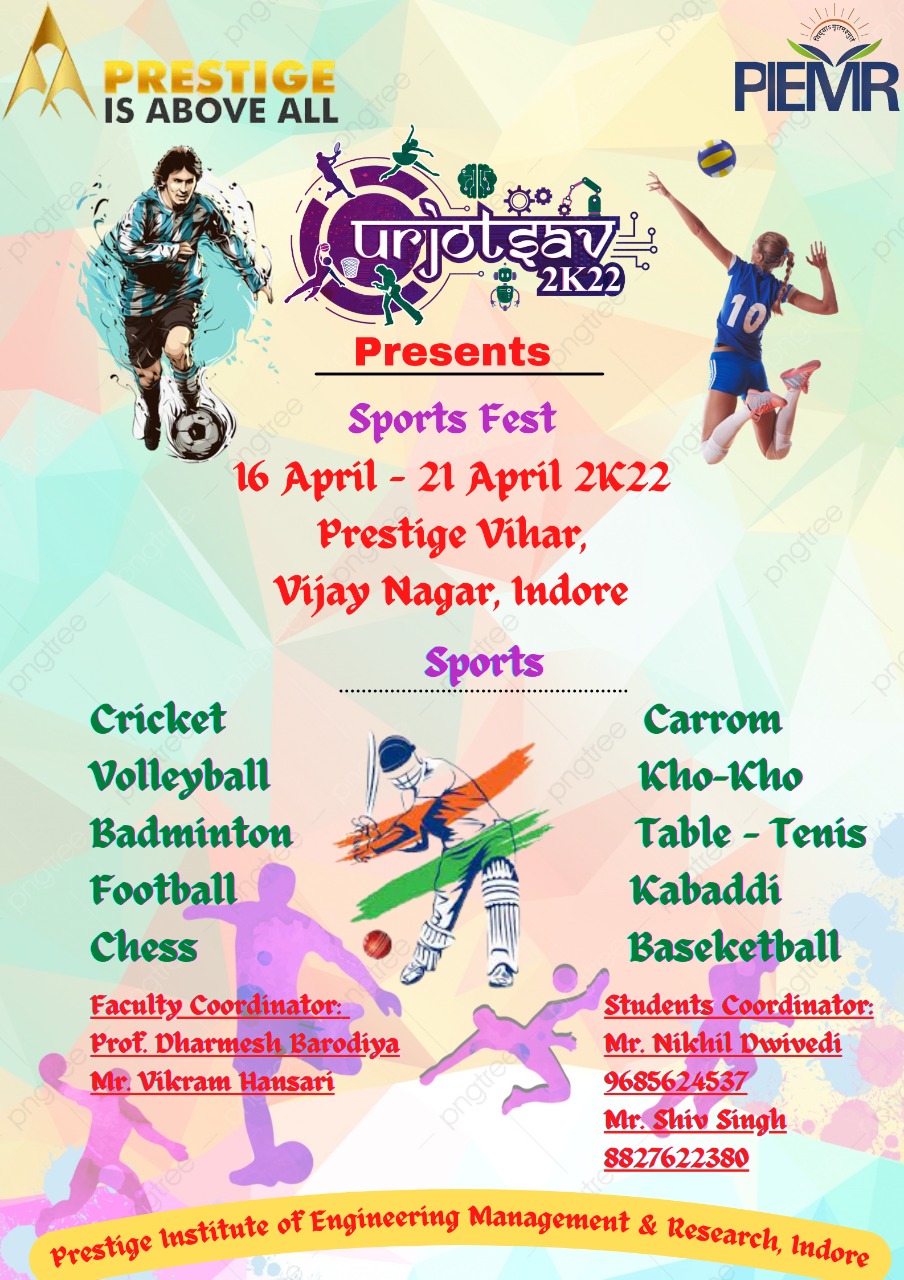 PRESTIGE
IS ABOVE ALL
PIEMR
urjotsav
2K22
10
Presents
Sports Fest
16 April - 21 April 2K22
Prestige Vihar,
Vijay Nagar, Indore
Sports
Cricket
Carrom
Volleyball
Kho-Kho
Badminton
Table - Tenis
Football
Kabaddi
Chess
Baseketball
Faculty Coordinator:
Prof. Dharmesh Barodiya
Mr. Vikram Hansari
Students Coordinator:
Mr. Nikhil Dwivedi
9685624537
Mr. Shiv Singh
8827622380
Prestige Institute of Engineering Management & Research, Indore
pngtree